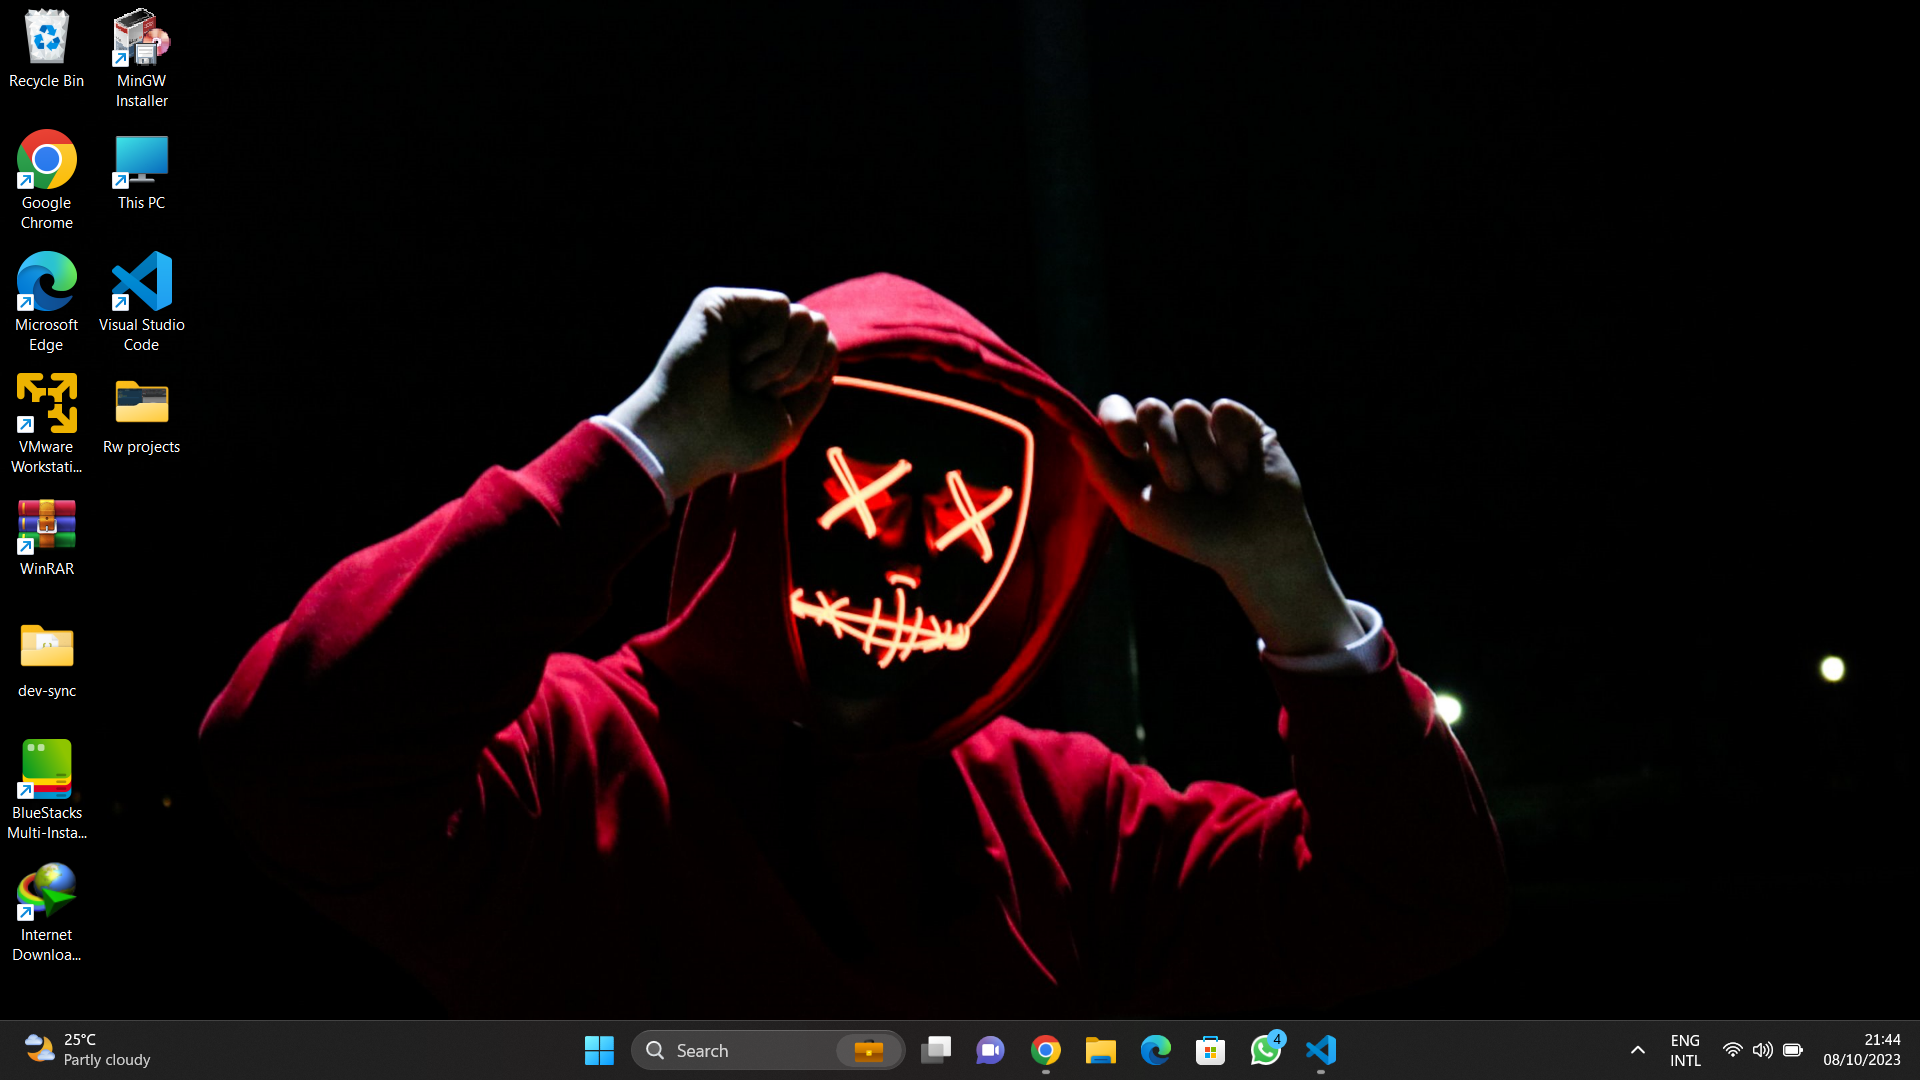 Recycle Bin
MinGW
Installer
Google
Chrome
This PC
Microsoft
Edge
Visual Studio
Code
VMware
Workstati...
Rw projects
WinRAR
dev-sync
BlueStacks
Multi-Insta...
Internet
Downloa...
25°C
Partly cloudy
Search
4
ENG
INTL
21:44
08/10/2023